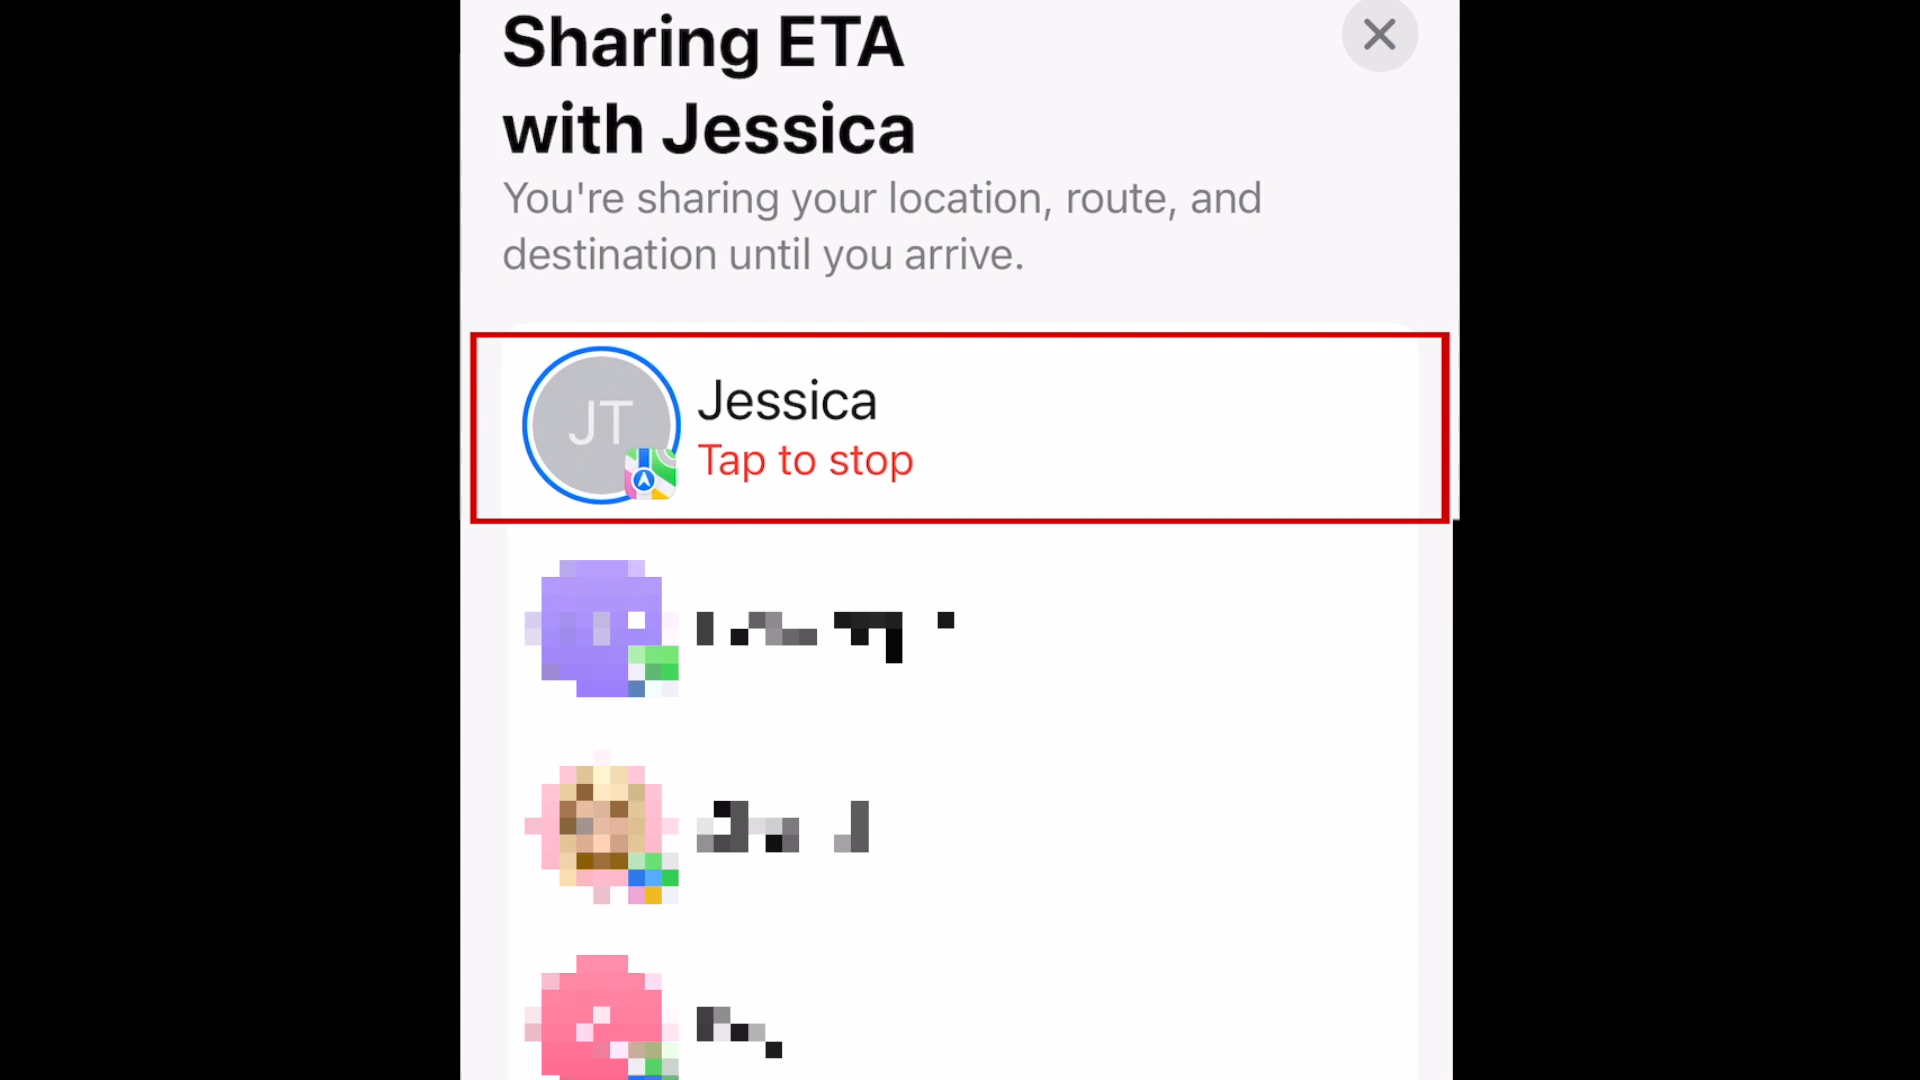 Sharing ETA
with Jessica
You're sharing your location, route, and
destination until you arrive.
JT
Jessica
Tap to stop